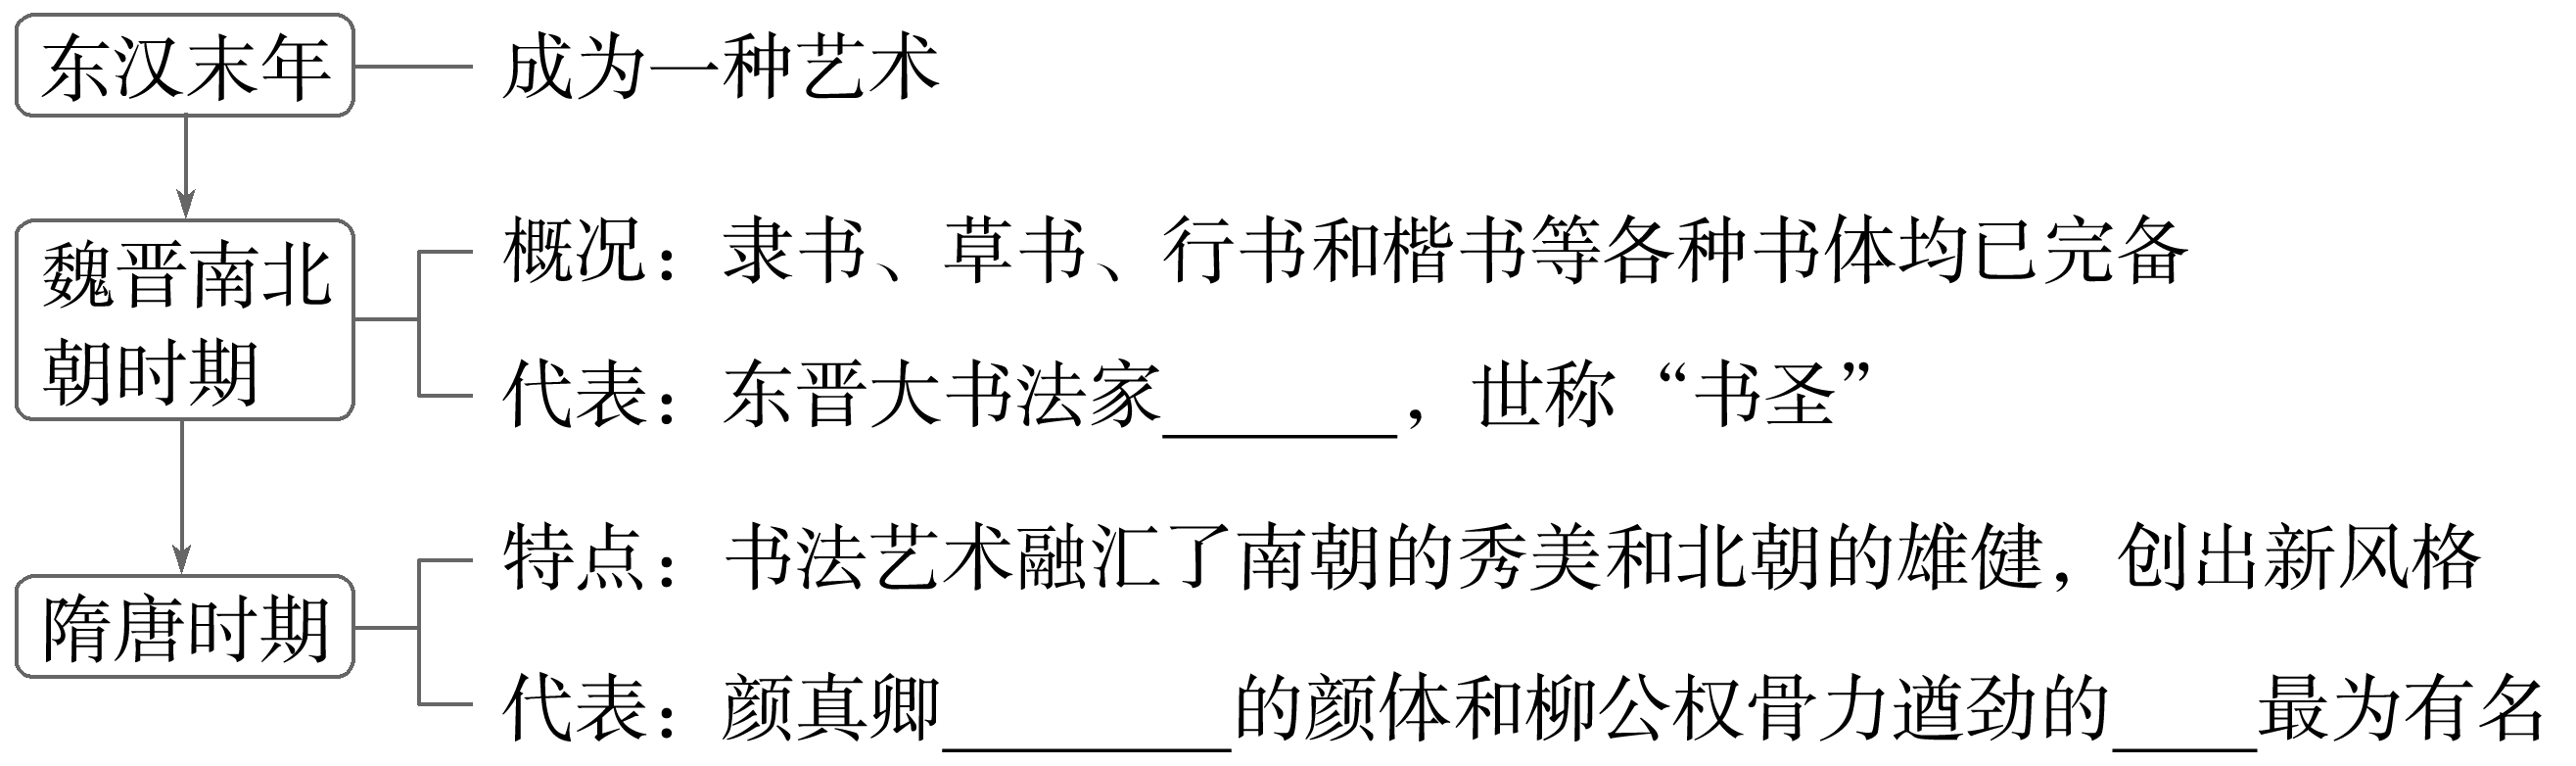 东汉末年
成为一种艺术
魏晋南北
朝时期
概况：隶书、草书、行书和楷书等各种书体均已完备
代表：东晋大书法家________，世称“书圣”
隋唐时期
特点：书法艺术融汇了南朝的秀美和北朝的雄健，创出新风格
代表：颜真卿________的颜体和柳公权骨力遒劲的____最为有名